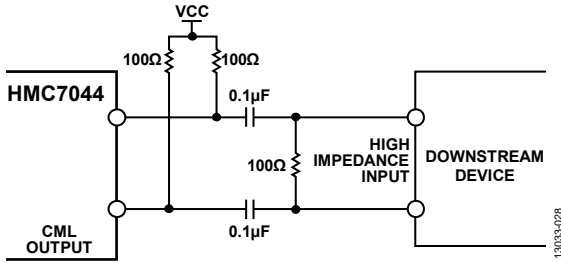 VCC
100Ω
100Ω
HMC7044
0.1µF
100Ω
HIGH
IMPEDANCE
INPUT
DOWNSTREAM
DEVICE
CML
OUTPUT
0.1µF
13033-028